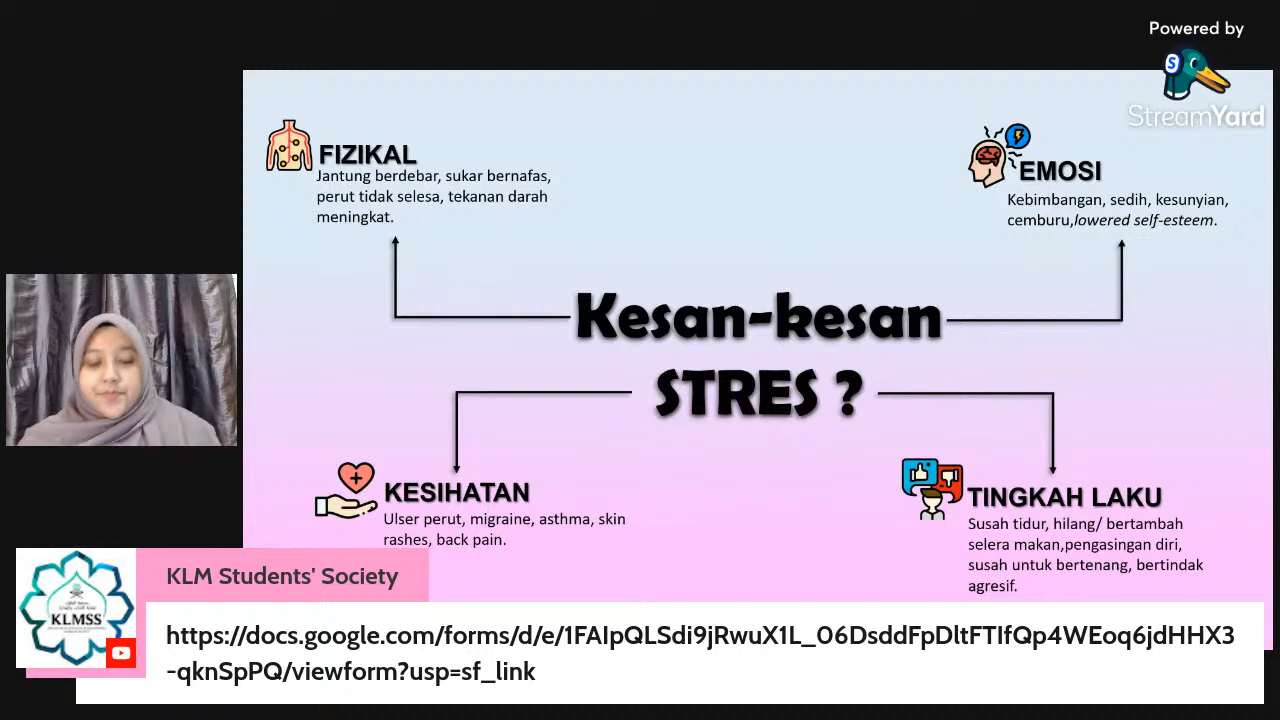 Powered by
StreamYard
FIZIKAL
Jantung berdebar, sukar bernafas,
perut tidak selesa, tekanan darah
meningkat.
EMOSI
Kebimbangan, sedih, kesunyian,
cemburu,lowered self-esteem.
Kesan-kesan
STRES ?
KESIHATAN
Ulser perut, migraine, asthma, skin
rashes, back pain.
TINGKAH LAKU
Susah tidur, hilang/ bertambah
selera makan,pengasingan diri,
susah untuk bertenang, bertindak
agresif.
KLMSS
KLM Students' Society
https://docs.google.com/forms/d/e/1FAIpQLSdi9jRwuX1L_06DsddFpDltFTIfQp4WEoq6jdHHX3
-qknSpPQ/viewform?usp=sf_link